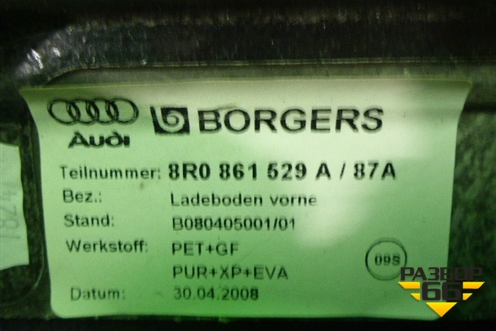 Audi BORGERS
Teilnummer: 8R0 861 529 A / 87A
Bez.: Ladeboden vorne
Stand: B080405001/01
Werkstoff: PET+GF
PUR+XP+EVA
09S
Datum: 30.04.2008
РАЗБОР
66